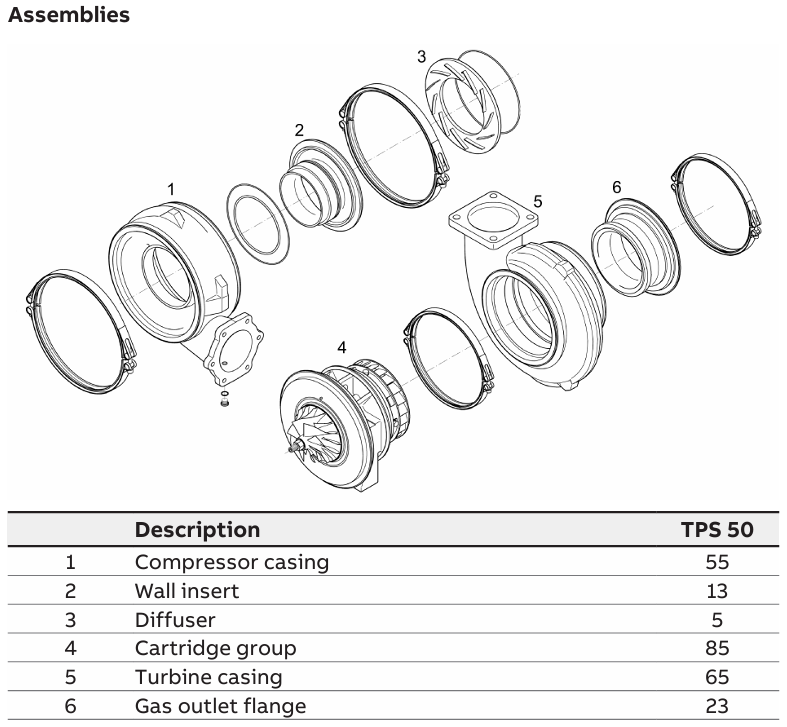 Assemblies
3
2
1
5
6
4
Description TPS 50
1 Compressor casing 55
2 Wall insert 13
3 Diffuser 5
4 Cartridge group 85
5 Turbine casing 65
6 Gas outlet flange 23